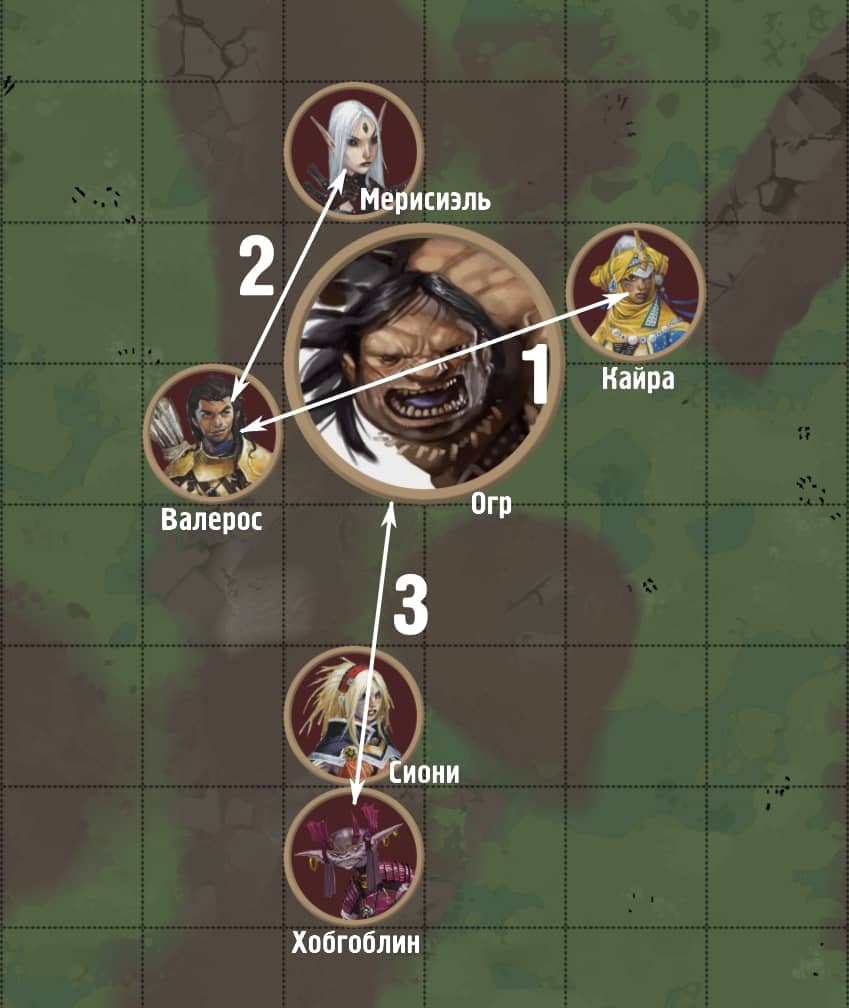 Мерисиэль
2
1
Кайра
Огр
Валерос
3
Сиони
Хобгоблин